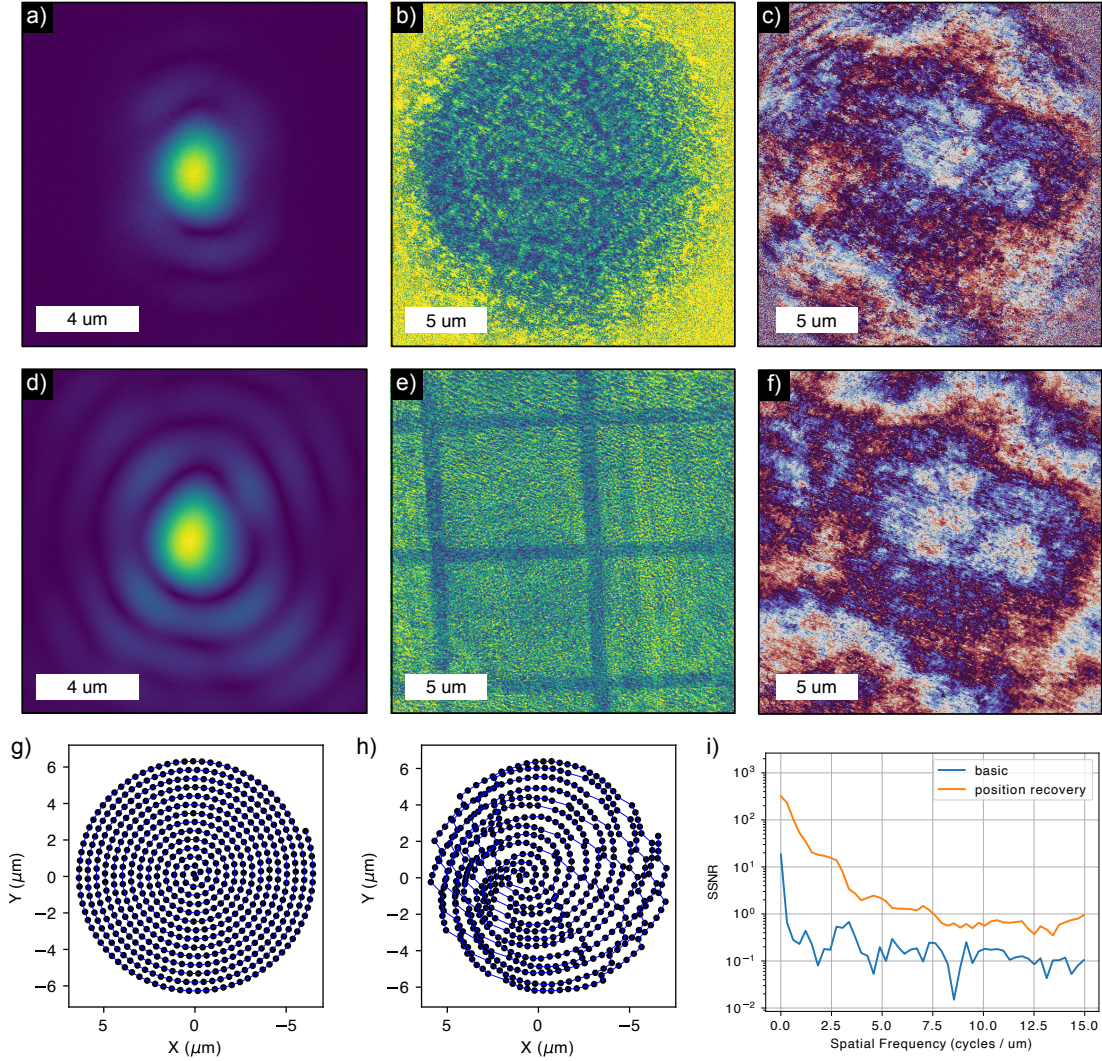 a)
b)
c)
4 um
5 um
5 um
d)
e)
f)
4 um
5 um
5 um
g)
h)
i)
6
4
2
0
−2
−4
−6
Y (μm)
5
0
−5
X (μm)
6
4
2
0
−2
−4
−6
Y (μm)
5
0
−5
X (μm)
basic
position recovery
10³
10²
10¹
10⁰
10⁻¹
10⁻²
SSNR
0.0
2.5
5.0
7.5
10.0
12.5
15.0
Spatial Frequency (cycles / um)